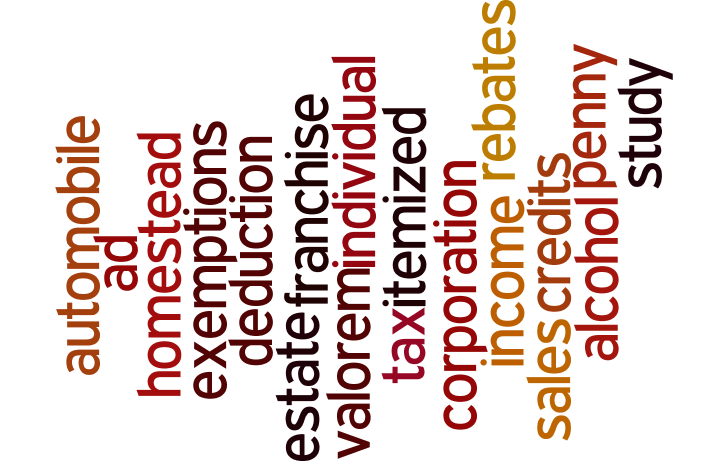 automobile
ad
homestead
exemptions
deduction
estate franchise
valorem individual
tax itemized
corporation
income rebates
sales credits
alcohol penny
study